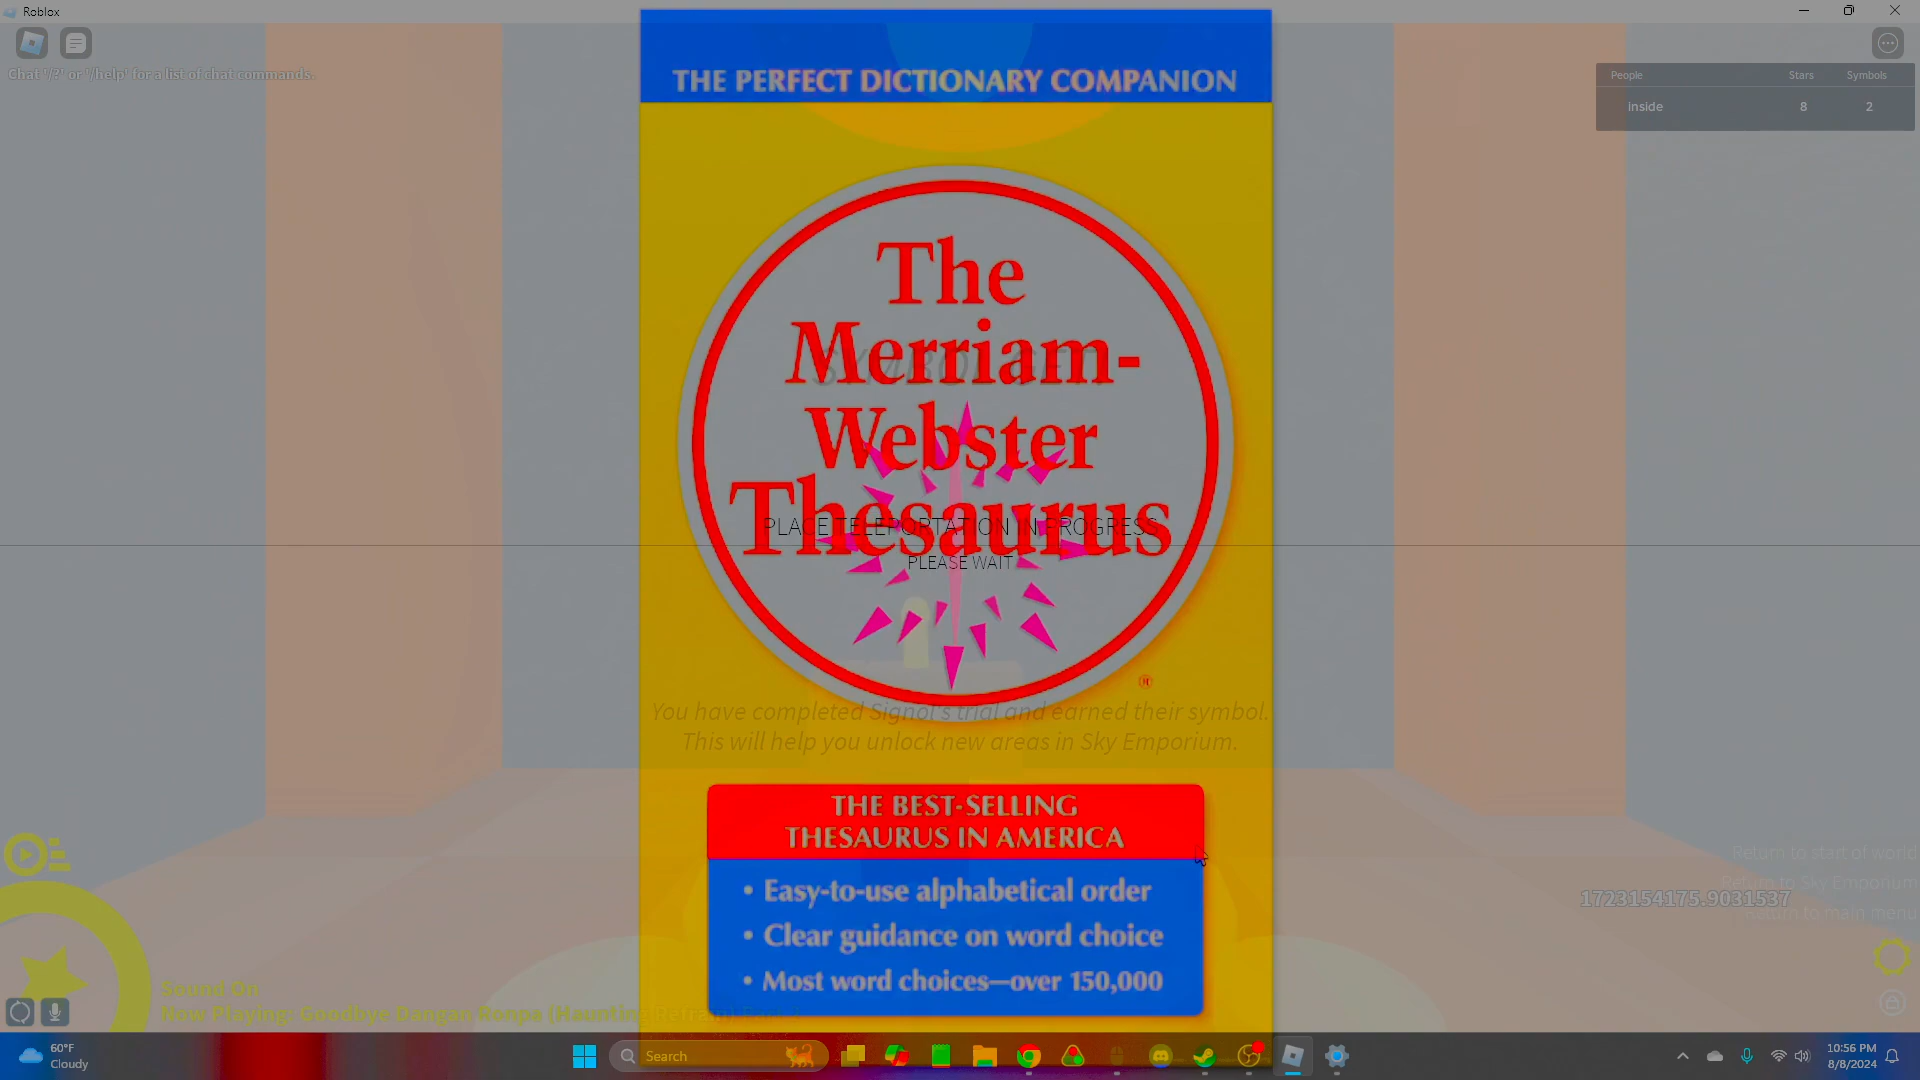 Roblox
Chat '/?' or '/help' for a list of chat commands.
People Stars Symbols
inside 8 2
THE PERFECT DICTIONARY COMPANION
The
Merriam-
Webster
Thesaurus
SYMBOL GET
PLACE TELEPORTATION IN PROGRESS
PLEASE WAIT
®
You have completed Signol's trial and earned their symbol.
This will help you unlock new areas in Sky Emporium.
THE BEST-SELLING
THESAURUS IN AMERICA
• Easy-to-use alphabetical order
• Clear guidance on word choice
• Most word choices—over 150,000
Return to start of world
Return to Sky Emporium
1723154175.9031537
Return to main menu
Sound On
Now Playing: Goodbye Dangan Ronpa (Haunting Retrem
60°F
Cloudy
Search
10:56 PM
8/8/2024